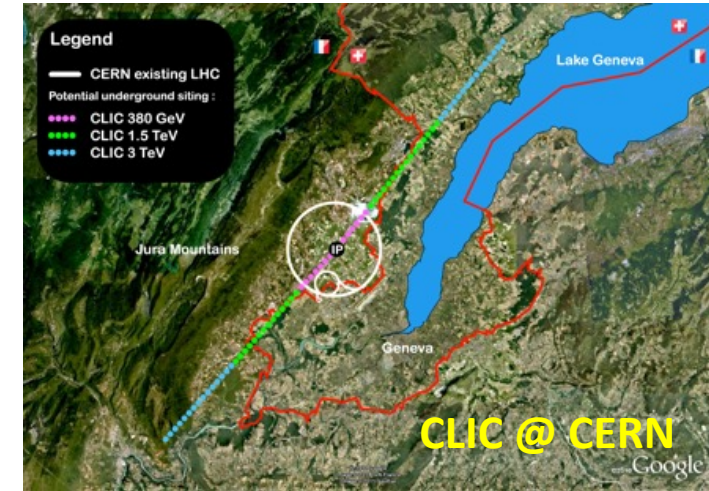 Legend
CERN existing LHC
Potential underground siting :
CLIC 380 GeV
CLIC 1.5 TeV
CLIC 3 TeV
Lake Geneva
Jura Mountains
IP
Geneva
CLIC @ CERN
Google